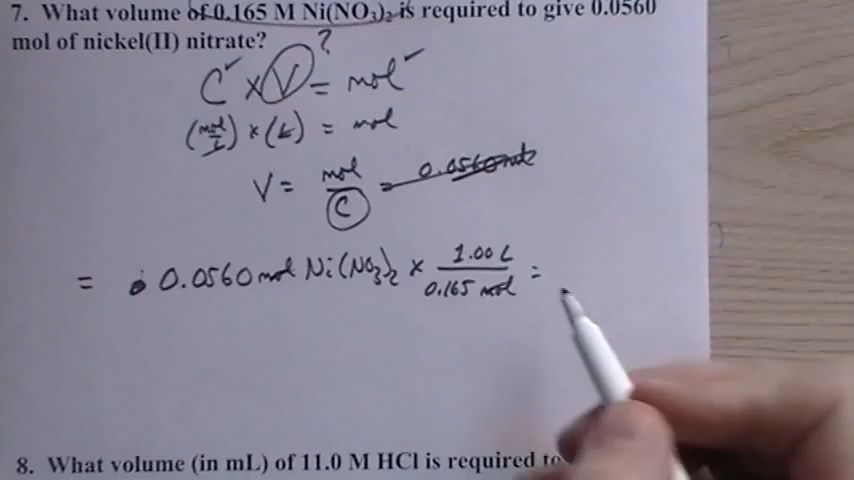 7. What volume of 0.165 M Ni(NO₃)₂ is required to give 0.0560
mol of nickel(II) nitrate?
?
C × V = mol
(mol/L) × (L) = mol
V = mol/C = 0.0560mol
= 0.0560 mol Ni(NO₃)₂ × 1.00 L/0.165 mol =
8. What volume (in mL) of 11.0 M HCl is required to